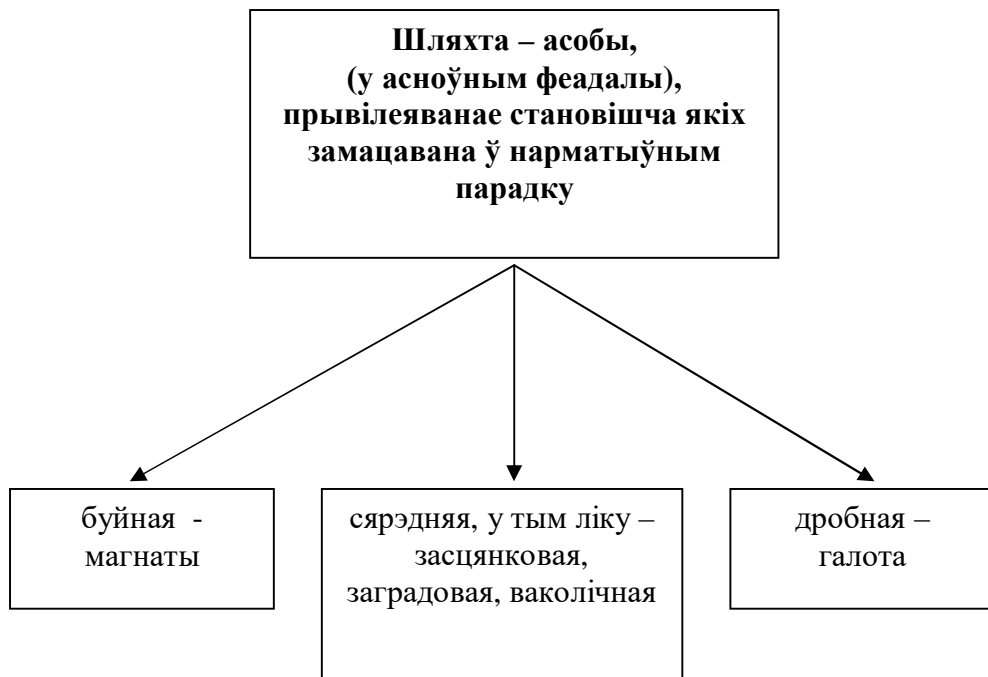 Шляхта – асобы,
(у асноўным феадалы),
прывілеяванае становішча якіх
замацавана ў нарматыўным
парадку
буйная -
магнаты
сярэдняя, у тым ліку –
засцянковая,
заградовая, ваколічная
дробная –
галота